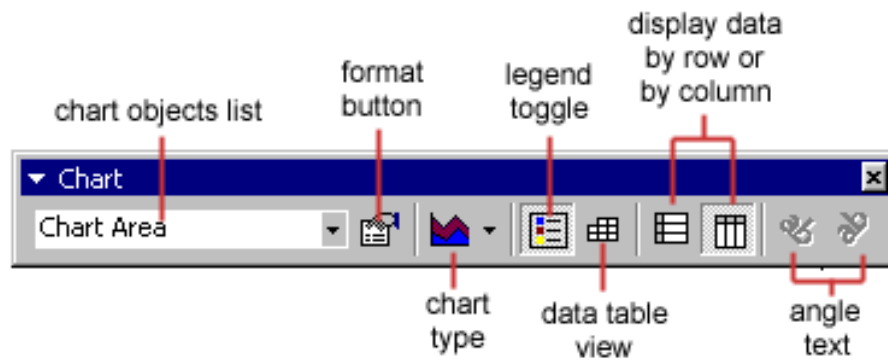 display data
by row or
by column
format
button
legend
toggle
chart objects list
Chart
Chart Area
chart
type
data table
view
angle
text